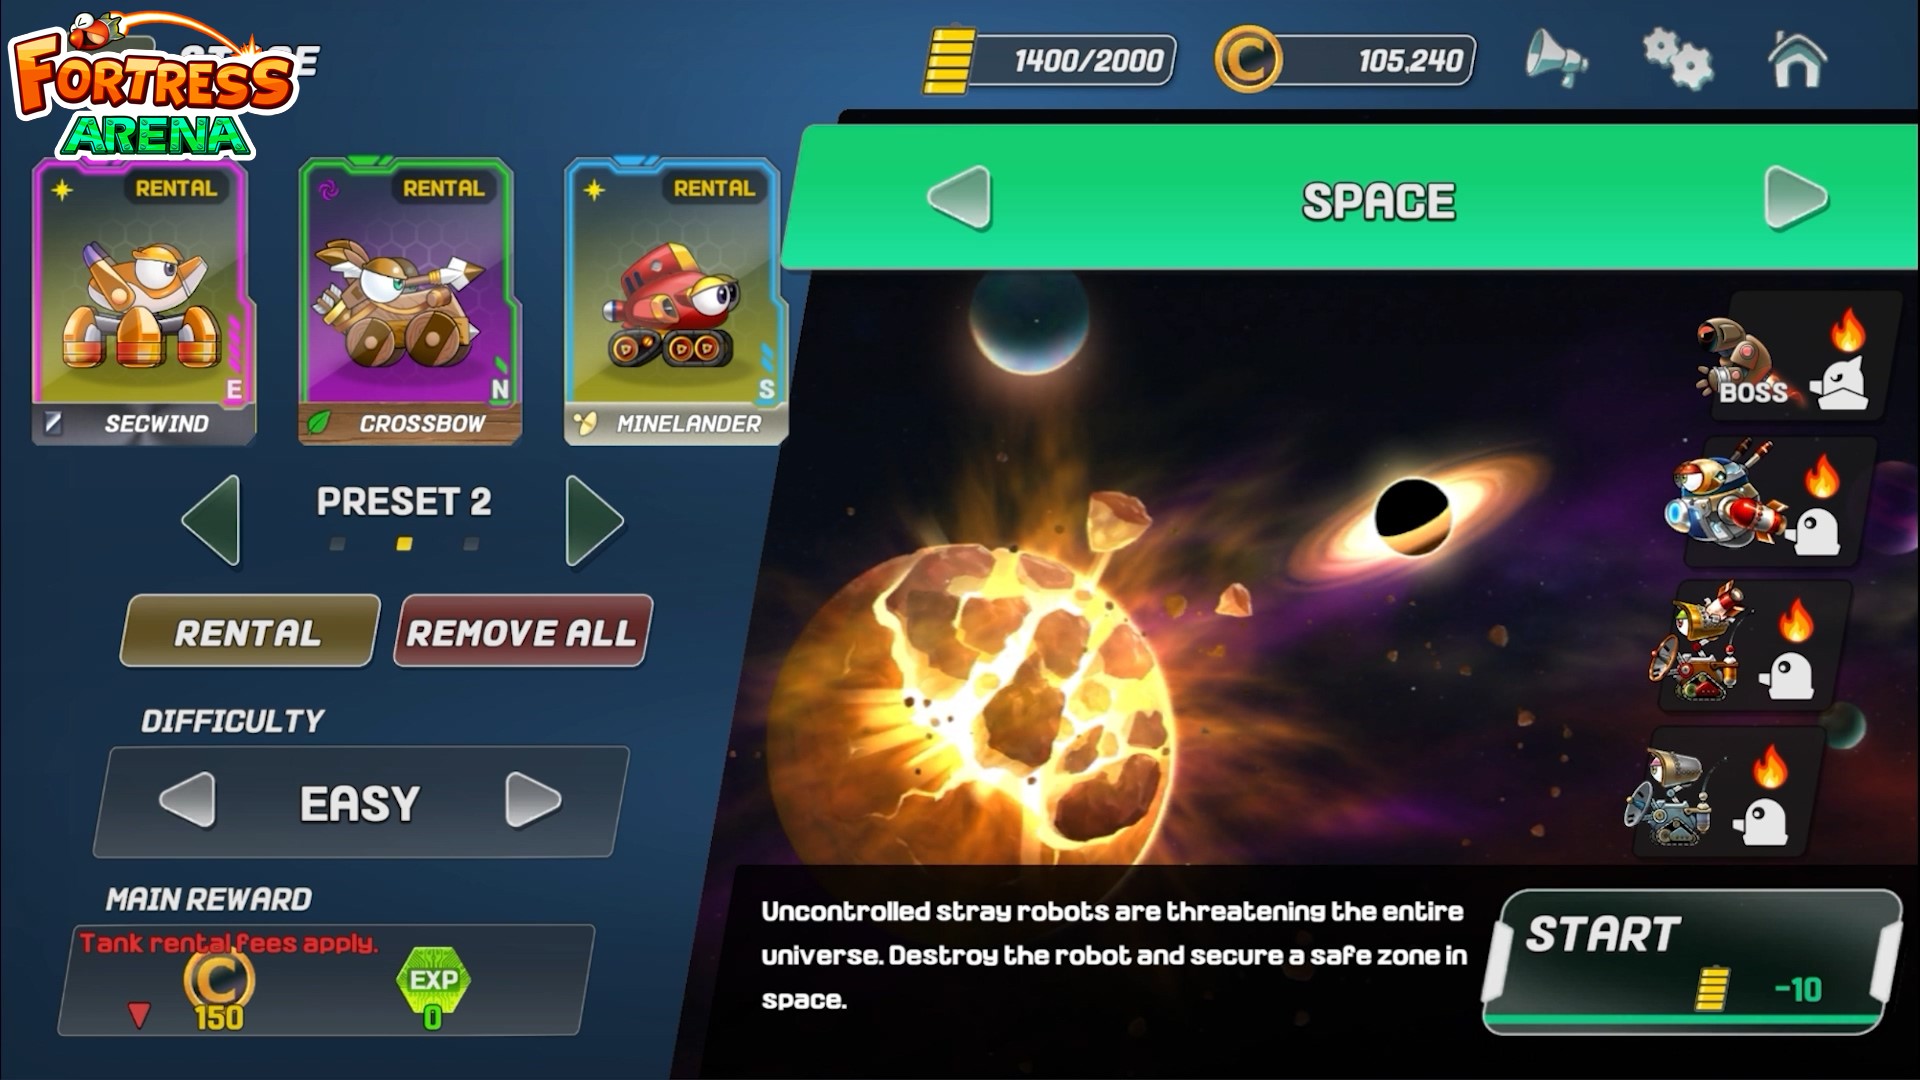 FORTRESS
ARENA
1400/2000
105,240
RENTAL
E
SECWIND
RENTAL
N
CROSSBOW
RENTAL
S
MINELANDER
PRESET 2
RENTAL
REMOVE ALL
DIFFICULTY
EASY
MAIN REWARD
Tank rental fees apply.
C
150
EXP
0
SPACE
BOSS
Uncontrolled stray robots are threatening the entire
universe. Destroy the robot and secure a safe zone in
space.
START
-10